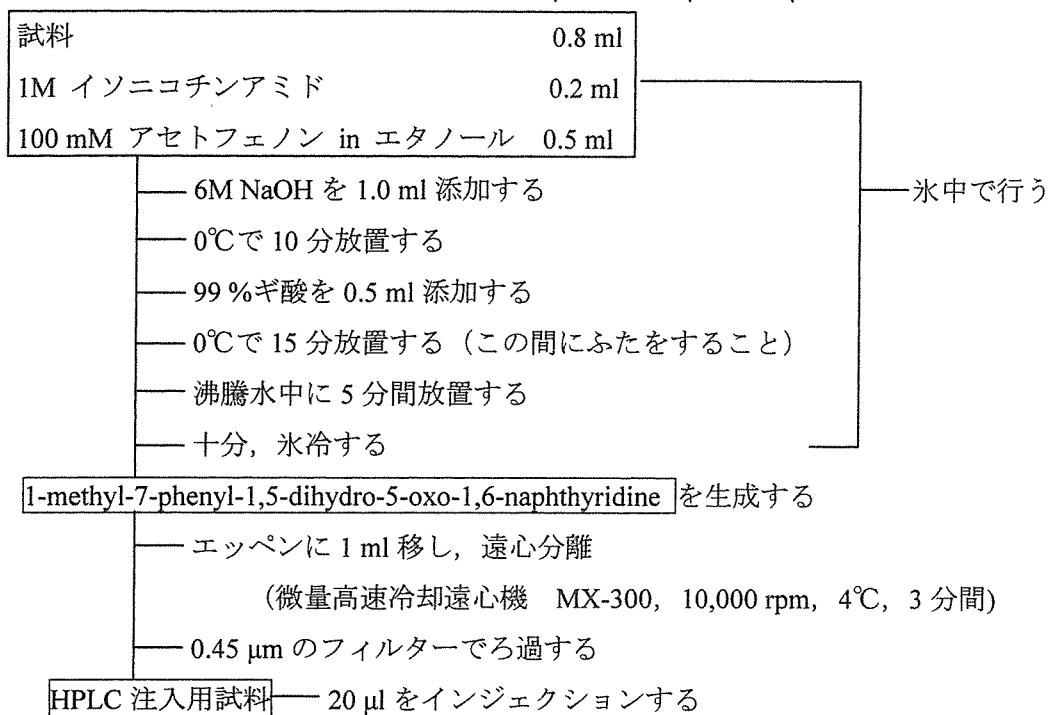 試料 0.8 ml
1M イソニコチンアミド 0.2 ml
100 mM アセトフェノン in エタノール 0.5 ml
6M NaOH を 1.0 ml 添加する
氷中で行う
0℃で 10 分放置する
99 %ギ酸を 0.5 ml 添加する
0℃で 15 分放置する（この間にふたをすること）
沸騰水中に 5 分間放置する
十分，氷冷する
1-methyl-7-phenyl-1,5-dihydro-5-oxo-1,6-naphthyridine を生成する
エッペンに 1 ml 移し，遠心分離
(微量高速冷却遠心機 MX-300，10,000 rpm，4℃，3 分間)
0.45 μm のフィルターでろ過する
HPLC 注入用試料 20 μl をインジェクションする